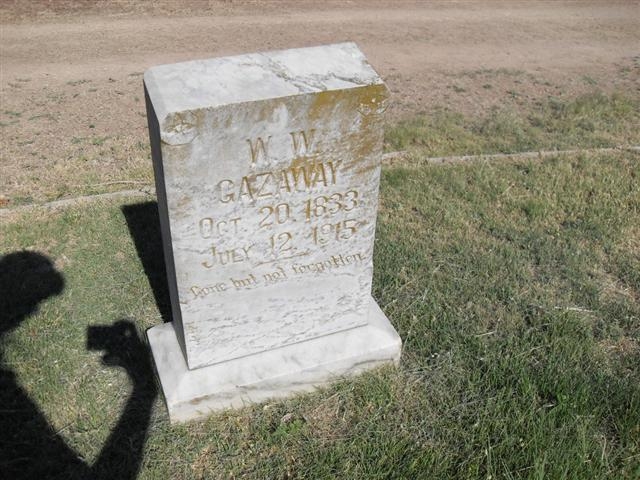 W. W.
GAZAWAY
OCT. 20. 1833.
JULY 12. 1915.
Gone but not forgotten.